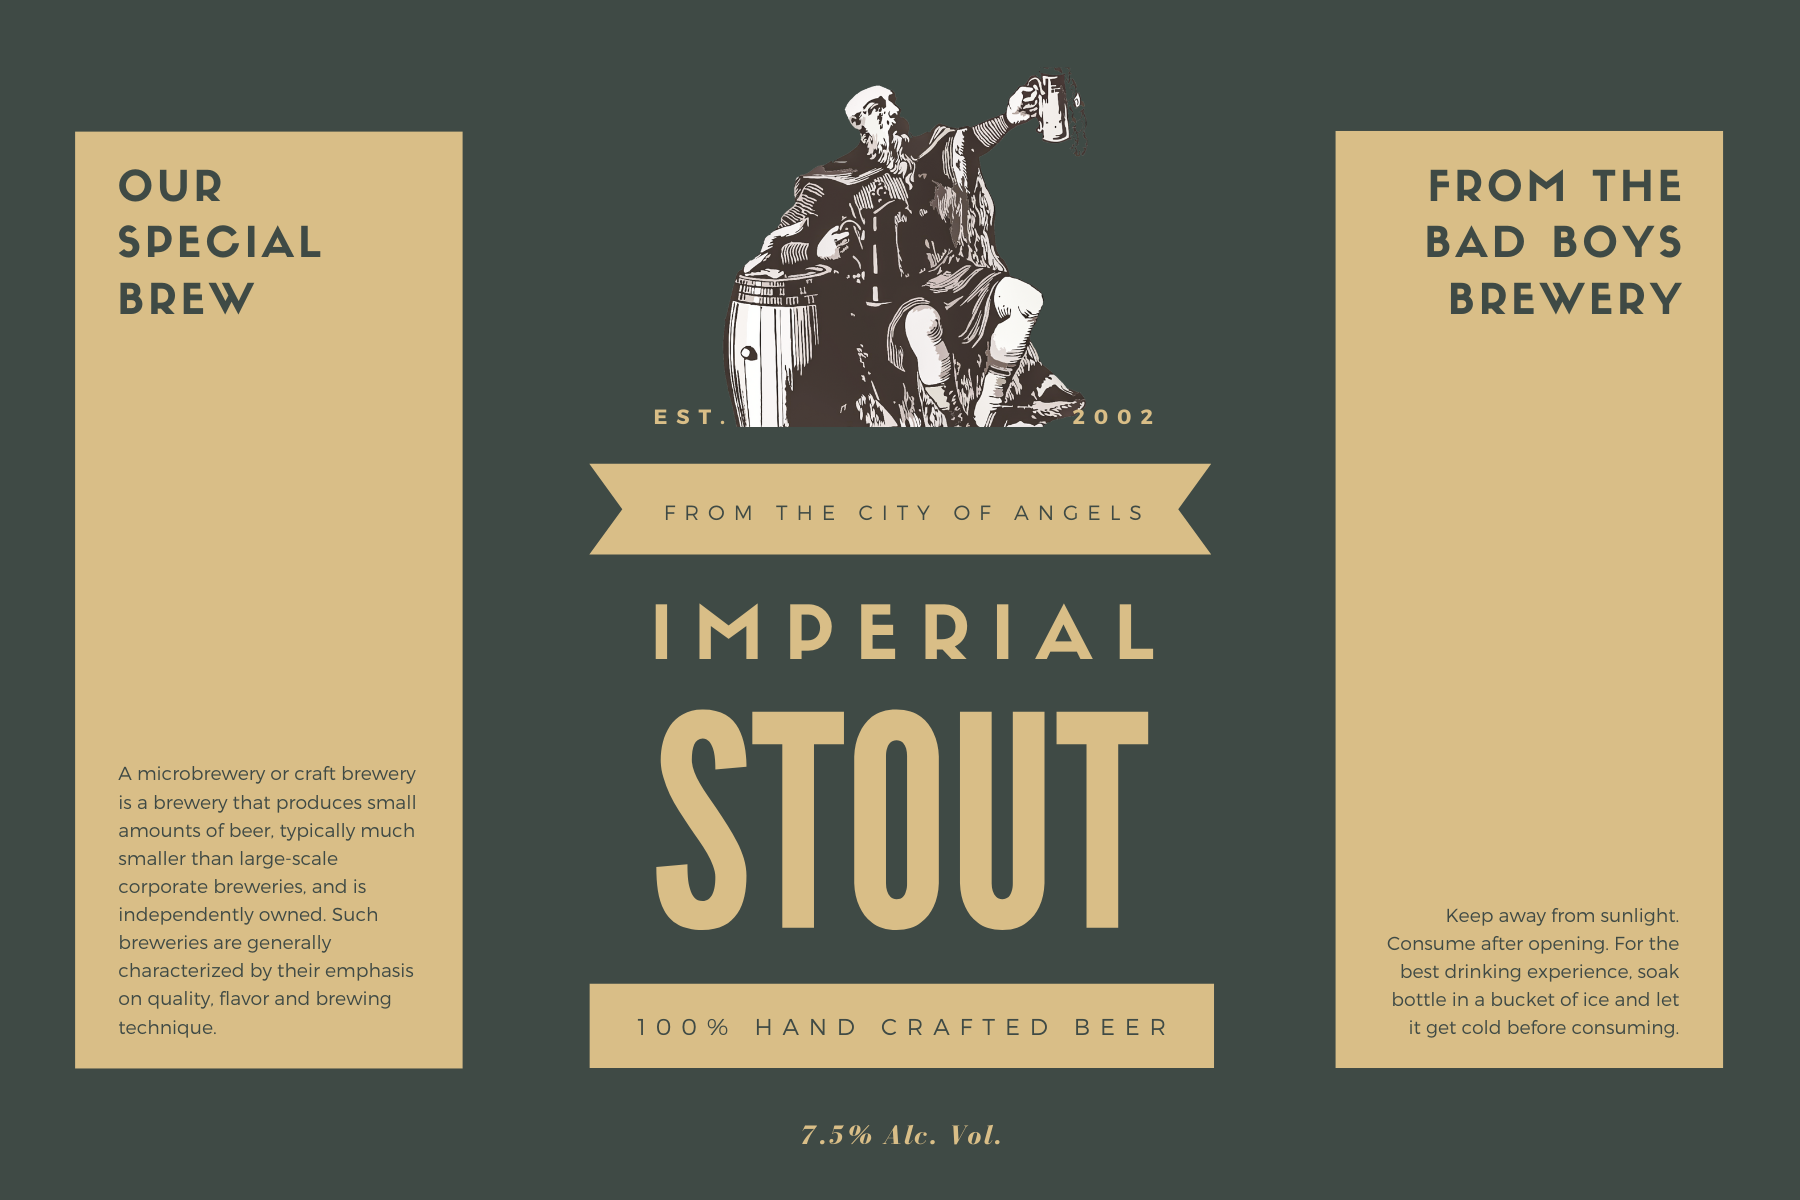 OUR
SPECIAL
BREW
A microbrewery or craft brewery
is a brewery that produces small
amounts of beer, typically much
smaller than large-scale
corporate breweries, and is
independently owned. Such
breweries are generally
characterized by their emphasis
on quality, flavor and brewing
technique.
EST. 2002
FROM THE CITY OF ANGELS
IMPERIAL
STOUT
100% HAND CRAFTED BEER
7.5% Alc. Vol.
FROM THE
BAD BOYS
BREWERY
Keep away from sunlight.
Consume after opening. For the
best drinking experience, soak
bottle in a bucket of ice and let
it get cold before consuming.